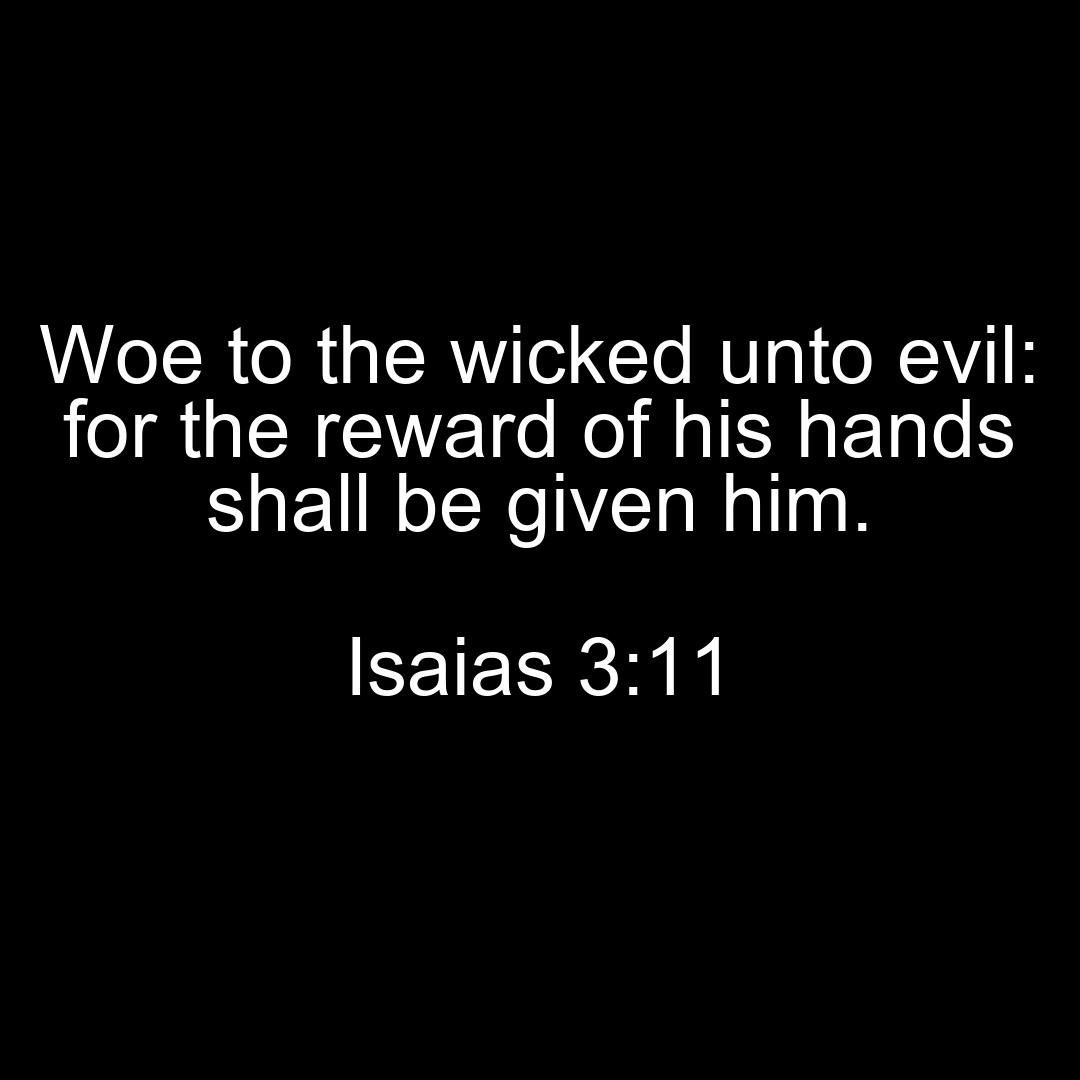 Woe to the wicked unto evil:
for the reward of his hands
shall be given him.
Isaias 3:11